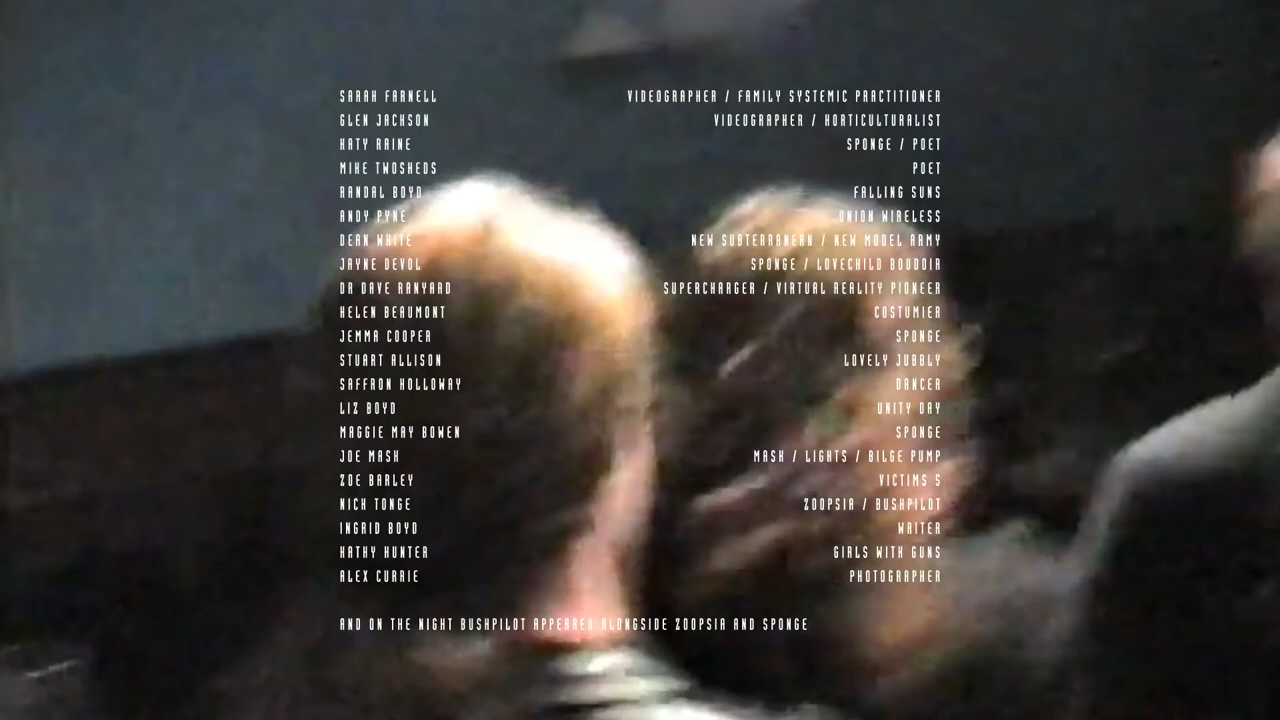 SARAH FARNELL VIDEOGRAPHER / FAMILY SYSTEMIC PRACTITIONER
GLEN JACKSON VIDEOGRAPHER / HORTICULTURALIST
KATY RAINE SPONGE / POET
MIKE TWOSHEDS POET
RANDAL BOYD FALLING SUNS
ANDY PYNE UNION WIRELESS
DEAN WHITE NEW SUBTERRANEAN / NEW MODEL ARMY
JAYNE DEVOL SPONGE / LOVECHILD BOUDOIR
DR DAVE RANYARD SUPERCHARGER / VIRTUAL REALITY PIONEER
HELEN BEAUMONT COSTUMIER
JEMMA COOPER SPONGE
STUART ALLISON LOVELY JUBBLY
SAFFRON HOLLOWAY DANCER
LIZ BOYD UNITY DAY
MAGGIE MAY BOWEN SPONGE
JOE MASK MASK / LIGHTS / BILGE PUMP
ZOE BARLEY VICTIMS 5
NICK TONGE ZOOPSIA / BUSHPILOT
INGRID BOYD WRITER
KATHY HUNTER GIRLS WITH GUNS
ALEX CURRIE PHOTOGRAPHER
AND ON THE NIGHT BUSHPILOT APPEARED ALONGSIDE ZOOPSIA AND SPONGE